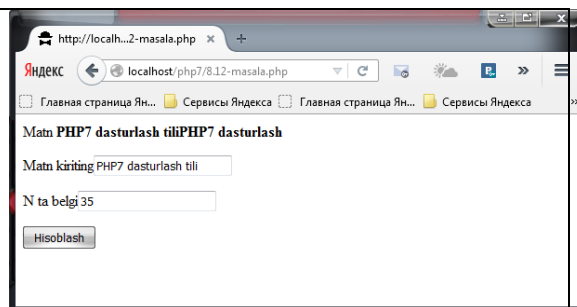 http://localh...2-masala.php × +
Яндекс localhost/php7/8.12-masala.php
Главная страница Ян... Сервисы Яндекса Главная страница Ян... Сервисы Яндекса »
Matn PHP7 dasturlash tiliPHP7 dasturlash
Matn kiriting PHP7 dasturlash tili
N ta belgi 35
Hisoblash